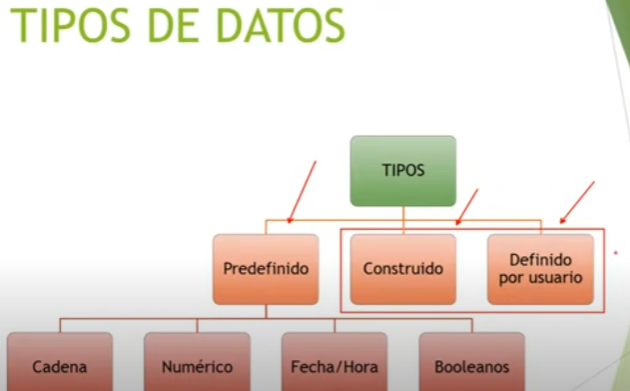 TIPOS DE DATOS
TIPOS
Predefinido
Construido
Definido
por usuario
Cadena
Numérico
Fecha/Hora
Booleanos